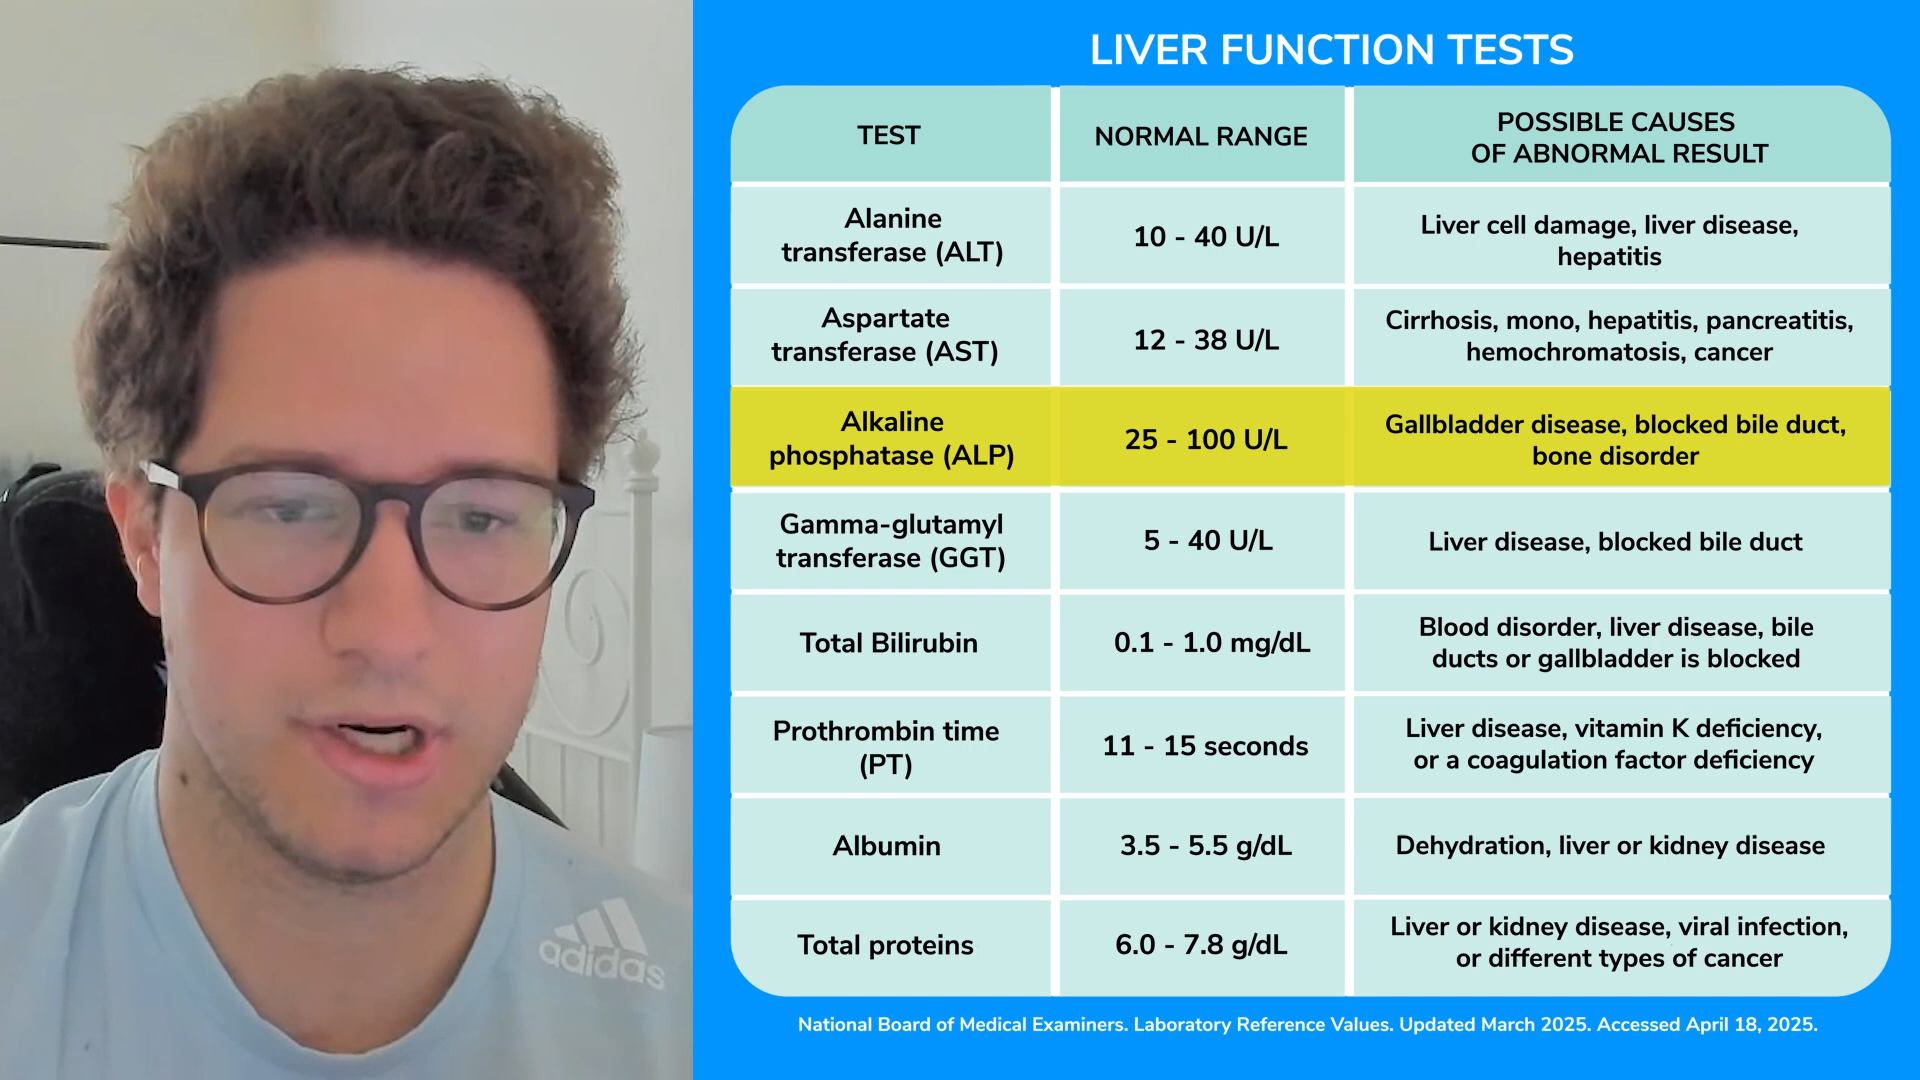 LIVER FUNCTION TESTS
TEST
NORMAL RANGE
POSSIBLE CAUSES
OF ABNORMAL RESULT
Alanine
transferase (ALT)
10 - 40 U/L
Liver cell damage, liver disease,
hepatitis
Aspartate
transferase (AST)
12 - 38 U/L
Cirrhosis, mono, hepatitis, pancreatitis,
hemochromatosis, cancer
Alkaline
phosphatase (ALP)
25 - 100 U/L
Gallbladder disease, blocked bile duct,
bone disorder
Gamma-glutamyl
transferase (GGT)
5 - 40 U/L
Liver disease, blocked bile duct
Total Bilirubin
0.1 - 1.0 mg/dL
Blood disorder, liver disease, bile
ducts or gallbladder is blocked
Prothrombin time
(PT)
11 - 15 seconds
Liver disease, vitamin K deficiency,
or a coagulation factor deficiency
Albumin
3.5 - 5.5 g/dL
Dehydration, liver or kidney disease
Total proteins
6.0 - 7.8 g/dL
Liver or kidney disease, viral infection,
or different types of cancer
National Board of Medical Examiners. Laboratory Reference Values. Updated March 2025. Accessed April 18, 2025.
adidas